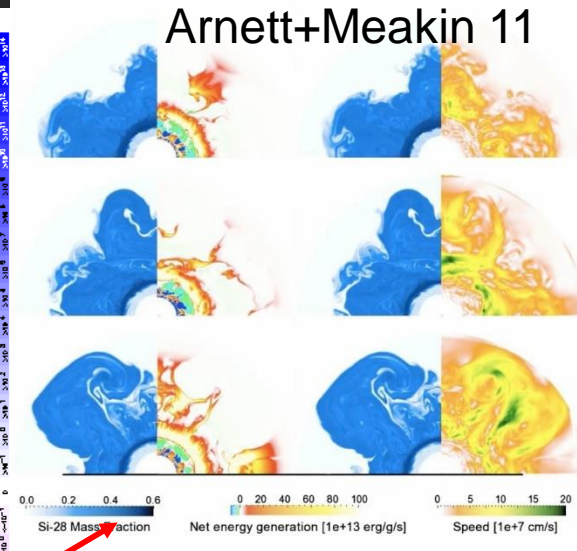 Arnett+Meakin 11
0.0 0.2 0.4 0.6
Si-28 Mass Fraction
0 20 40 60 80 100
Net energy generation [1e+13 erg/g/s]
0 5 10 15 20
Speed [1e+7 cm/s]